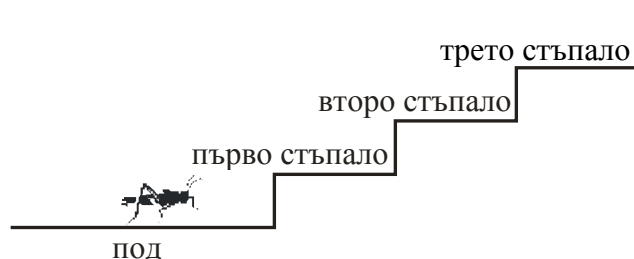 трето стъпало
второ стъпало
първо стъпало
под